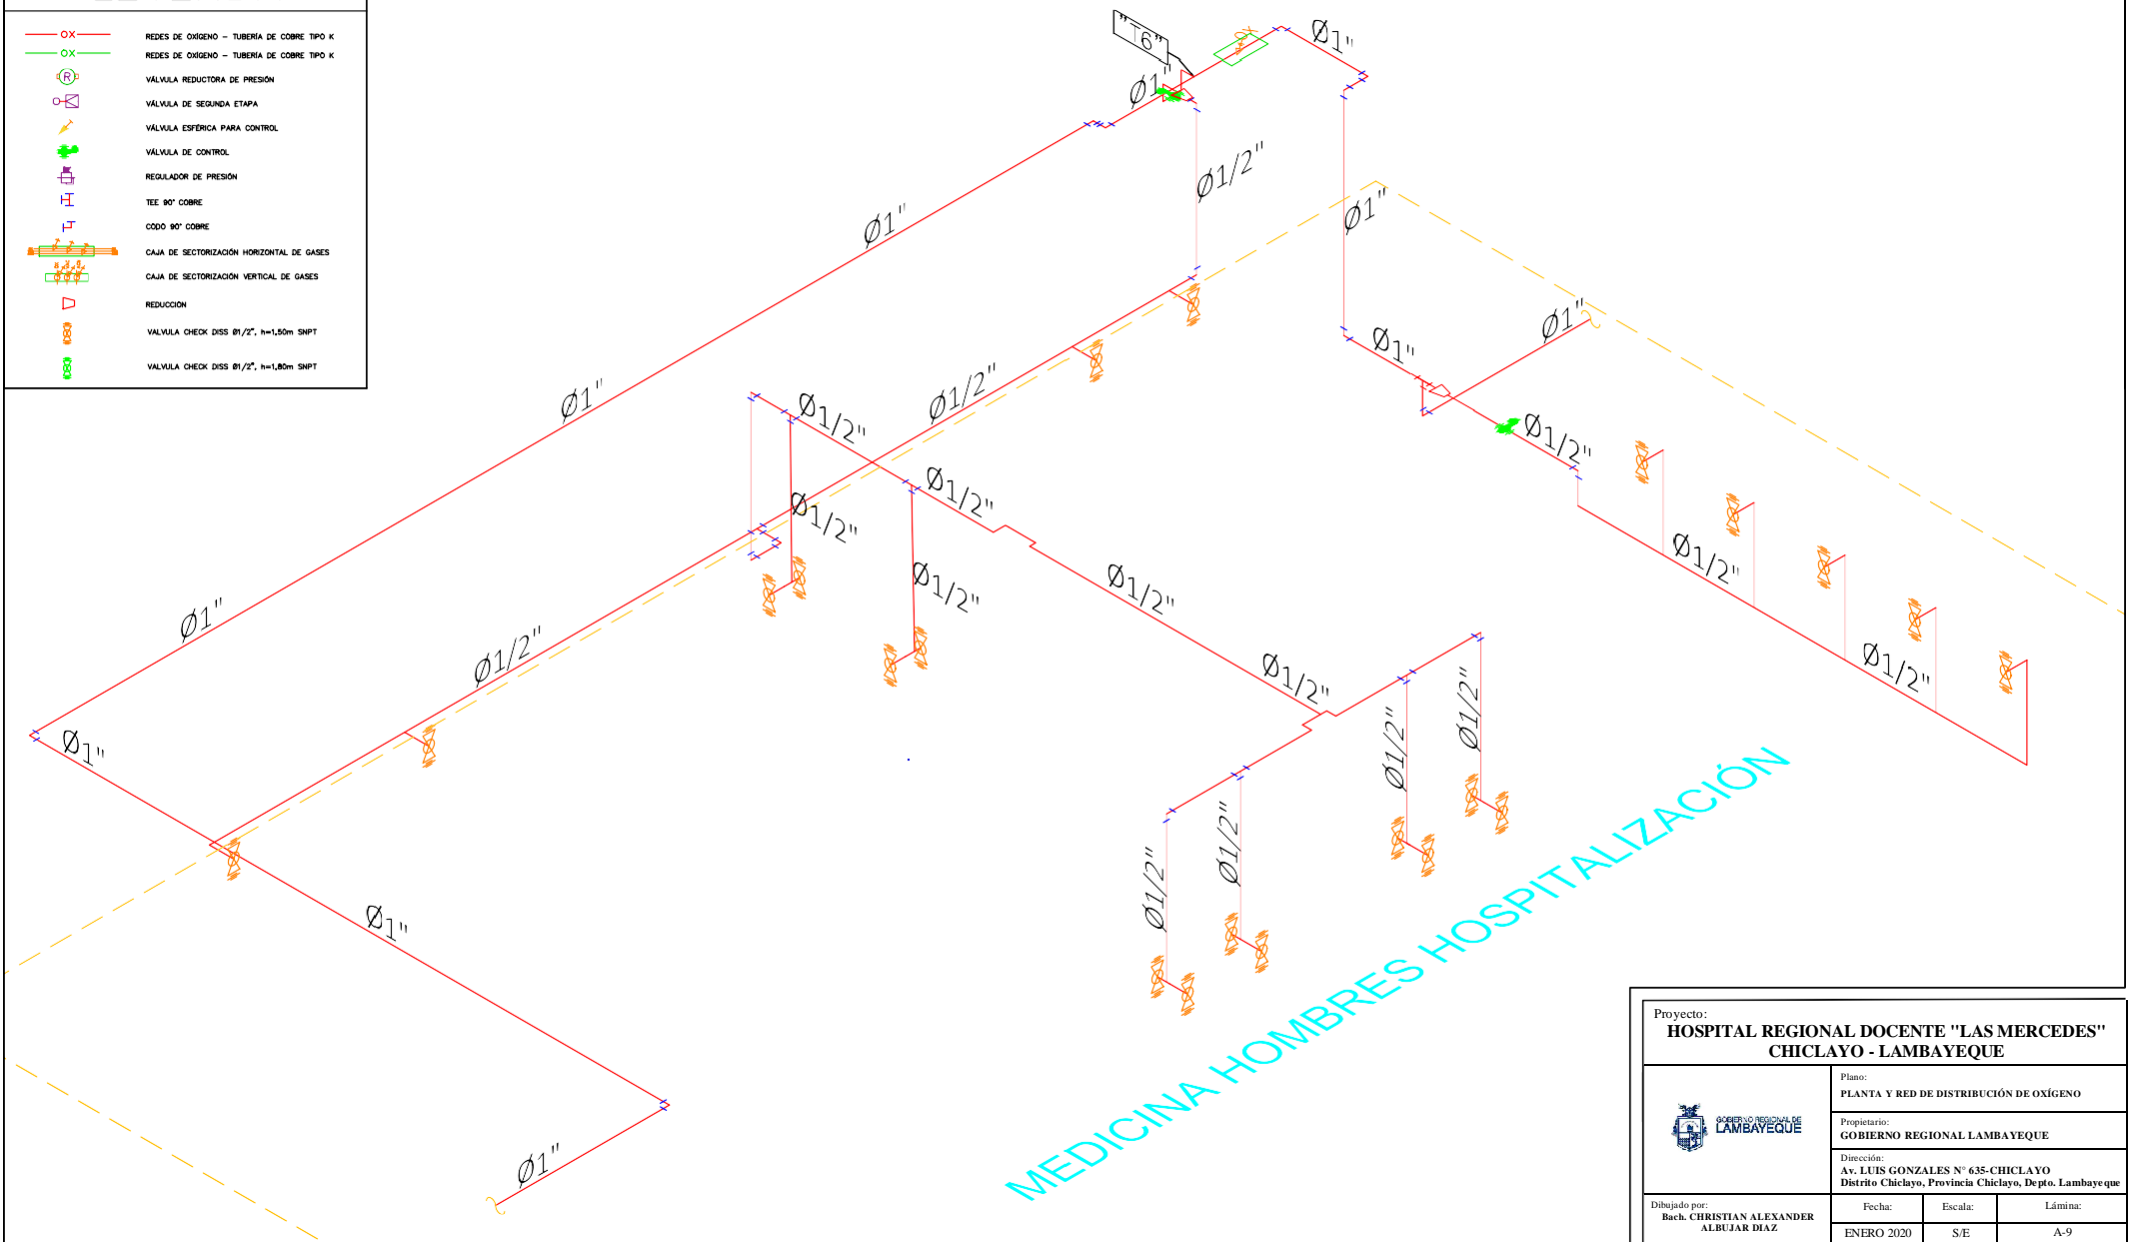 OX
REDES DE OXÍGENO – TUBERÍA DE COBRE TIPO K
OX
REDES DE OXÍGENO – TUBERÍA DE COBRE TIPO K
R
VÁLVULA REDUCTORA DE PRESIÓN
VÁLVULA DE SEGUNDA ETAPA
VÁLVULA ESFÉRICA PARA CONTROL
VÁLVULA DE CONTROL
REGULADOR DE PRESIÓN
TEE 90° COBRE
CODO 90° COBRE
CAJA DE SECTORIZACIÓN HORIZONTAL DE GASES
CAJA DE SECTORIZACIÓN VERTICAL DE GASES
REDUCCIÓN
VALVULA CHECK DISS Ø1/2", h=1,50m SNPT
VALVULA CHECK DISS Ø1/2", h=1,80m SNPT
"T6"
OX
Ø1"
Ø1"
Ø1/2"
Ø1"
Ø1"
Ø1"
Ø1"
Ø1"
Ø1/2"
Ø1/2"
Ø1/2"
Ø1/2"
Ø1/2"
Ø1/2"
Ø1/2"
Ø1/2"
Ø1"
Ø1/2"
Ø1/2"
Ø1/2"
Ø1/2"
Ø1/2"
Ø1/2"
Ø1/2"
Ø1"
Ø1"
Ø1"
Ø1"
MEDICINA HOMBRES HOSPITALIZACIÓN
Proyecto:
HOSPITAL REGIONAL DOCENTE "LAS MERCEDES"
CHICLAYO - LAMBAYEQUE
GOBIERNO REGIONAL DE
LAMBAYEQUE
Plano:
PLANTA Y RED DE DISTRIBUCIÓN DE OXÍGENO
Propietario:
GOBIERNO REGIONAL LAMBAYEQUE
Dirección:
Av. LUIS GONZALES N° 635-CHICLAYO
Distrito Chiclayo, Provincia Chiclayo, Depto. Lambayeque
Dibujado por:
Bach. CHRISTIAN ALEXANDER
ALBUJAR DIAZ
Fecha:
ENERO 2020
Escala:
S/E
Lámina:
A-9